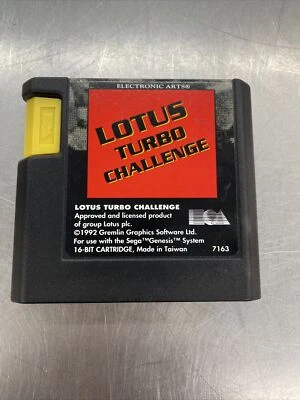 ELECTRONIC ARTS®
LOTUS
TURBO
CHALLENGE
LOTUS TURBO CHALLENGE
Approved and licensed product
of group Lotus plc.
©1992 Gremlin Graphics Software Ltd.
For use with the Sega™Genesis™ System
16-BIT CARTRIDGE, Made in Taiwan 7163